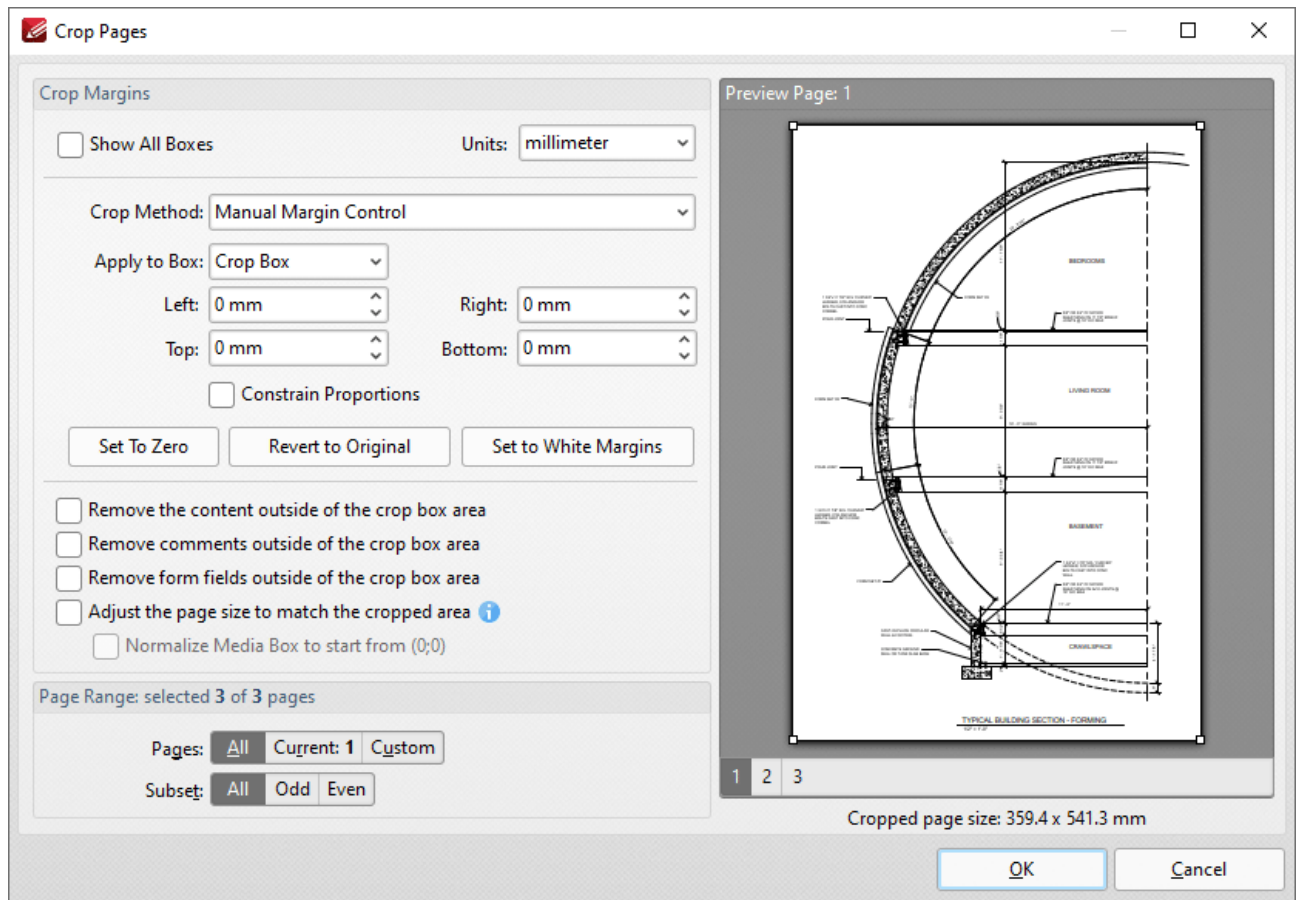 Crop Pages
Crop Margins
Show All Boxes
Units: millimeter
Crop Method: Manual Margin Control
Apply to Box: Crop Box
Left: 0 mm Right: 0 mm
Top: 0 mm Bottom: 0 mm
Constrain Proportions
Set To Zero Revert to Original Set to White Margins
Remove the content outside of the crop box area
Remove comments outside of the crop box area
Remove form fields outside of the crop box area
Adjust the page size to match the cropped area
Normalize Media Box to start from (0;0)
Page Range: selected 3 of 3 pages
Pages: All Current: 1 Custom
Subset: All Odd Even
Preview Page: 1
BEDROOMS
LIVING ROOM
BASEMENT
CRAWLSPACE
TYPICAL BUILDING SECTION - FORMING
1 2 3
Cropped page size: 359.4 x 541.3 mm
OK Cancel